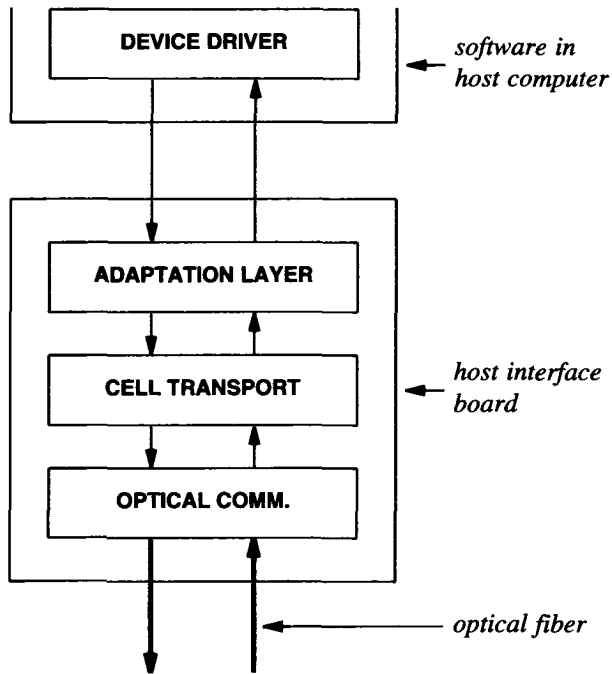 DEVICE DRIVER
software in
host computer
ADAPTATION LAYER
CELL TRANSPORT
host interface
board
OPTICAL COMM.
optical fiber